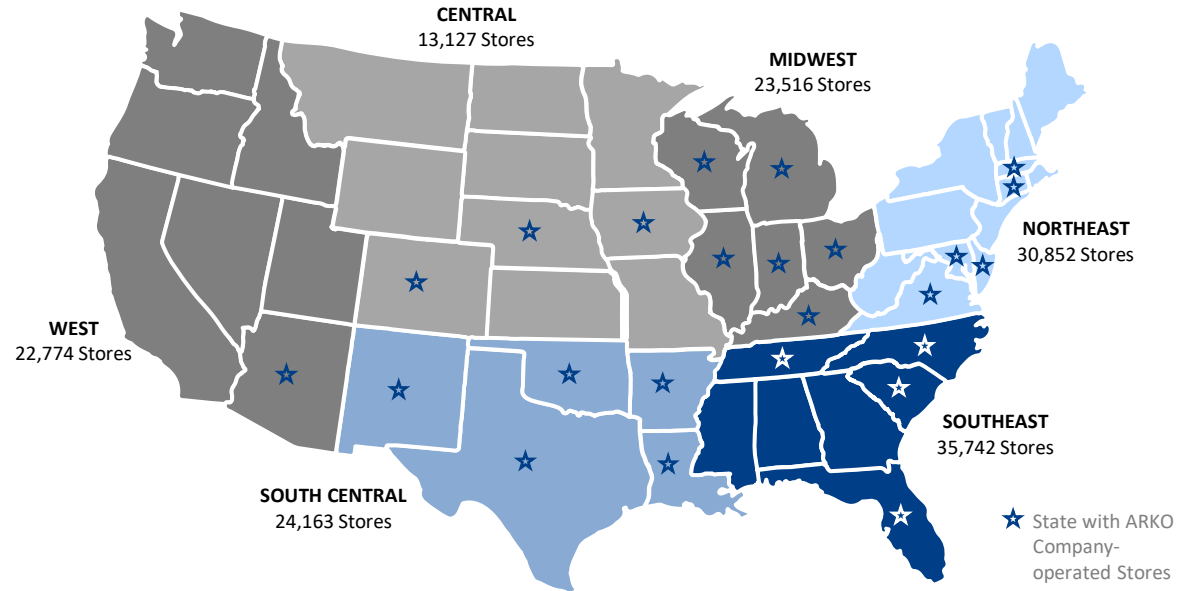 CENTRAL
13,127 Stores
MIDWEST
23,516 Stores
NORTHEAST
30,852 Stores
WEST
22,774 Stores
SOUTHEAST
35,742 Stores
SOUTH CENTRAL
24,163 Stores
State with ARKO
Company-
operated Stores